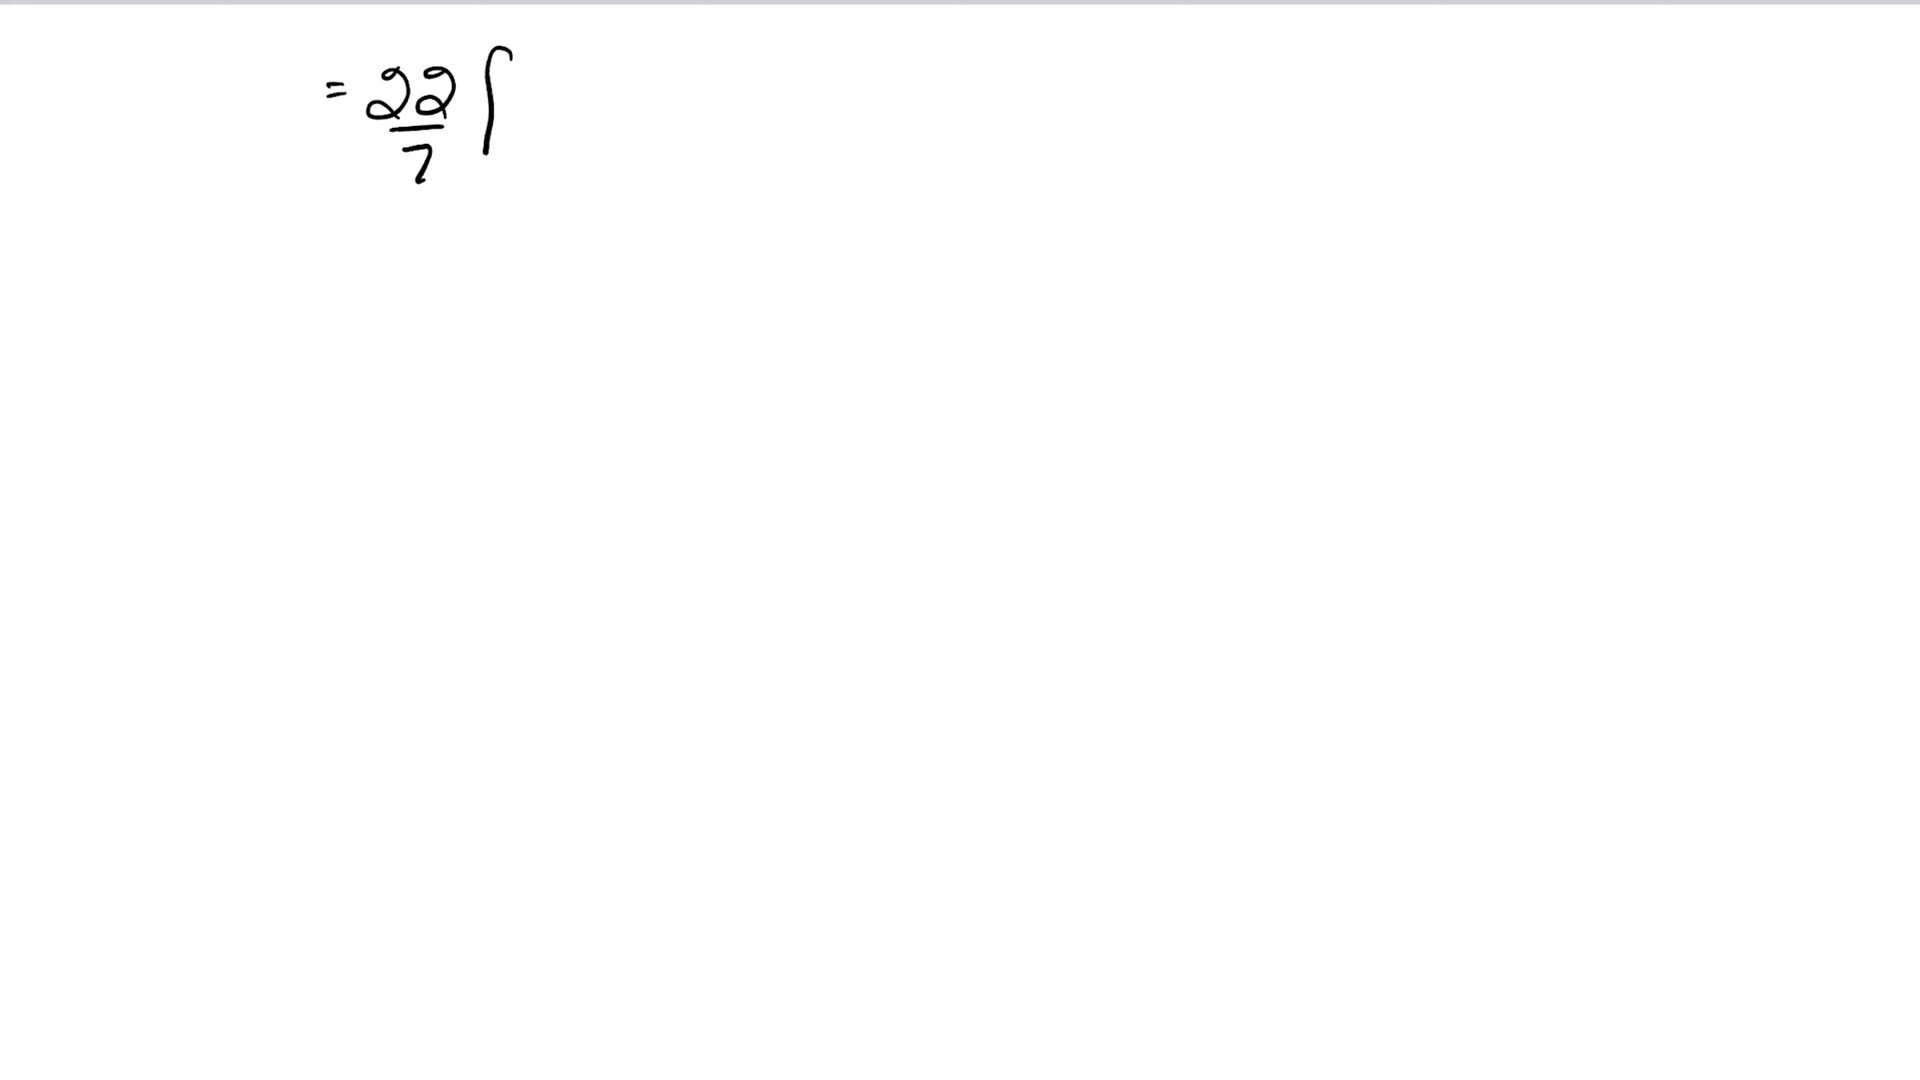 = 22/7 ∫